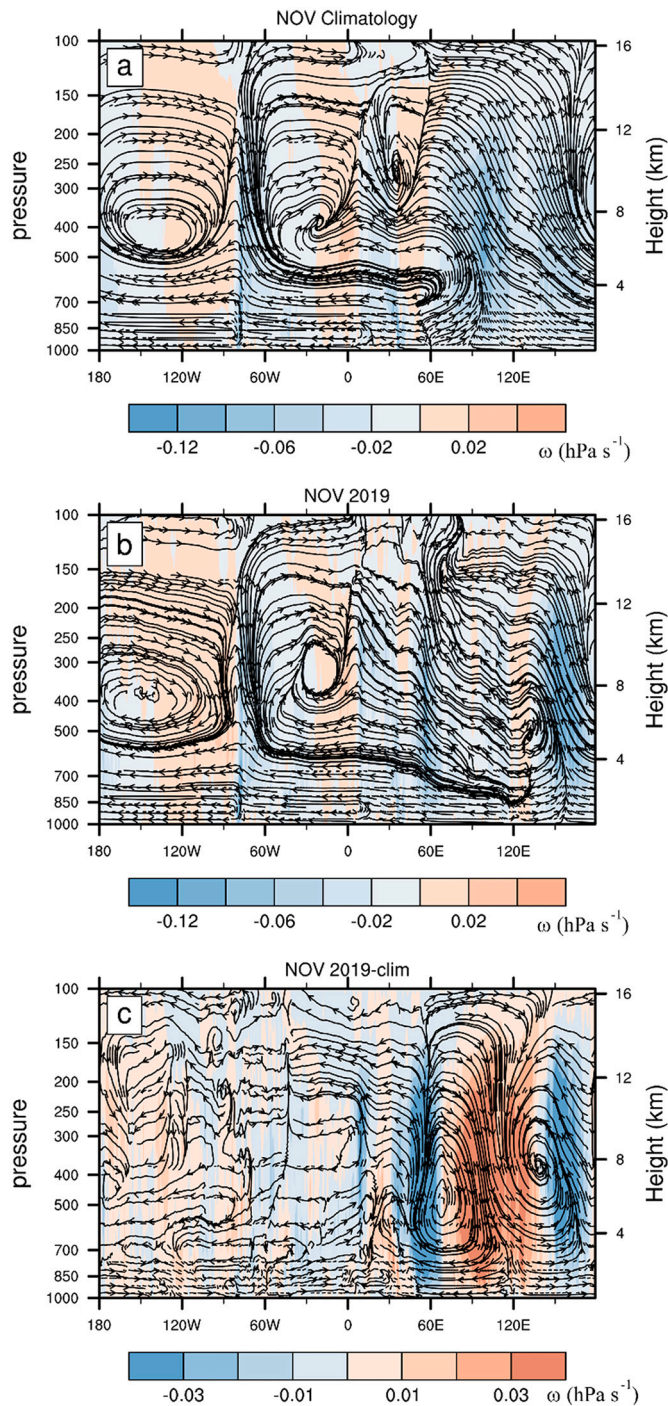 NOV Climatology
a
100
150
200
250
300
400
500
700
850
1000
pressure
16
12
8
4
Height (km)
180 120W 60W 0 60E 120E
-0.12 -0.06 -0.02 0.02 ω (hPa s⁻¹)
NOV 2019
b
100
150
200
250
300
400
500
700
850
1000
pressure
16
12
8
4
Height (km)
180 120W 60W 0 60E 120E
-0.12 -0.06 -0.02 0.02 ω (hPa s⁻¹)
NOV 2019-clim
c
100
150
200
250
300
400
500
700
850
1000
pressure
16
12
8
4
Height (km)
180 120W 60W 0 60E 120E
-0.03 -0.01 0.01 0.03 ω (hPa s⁻¹)